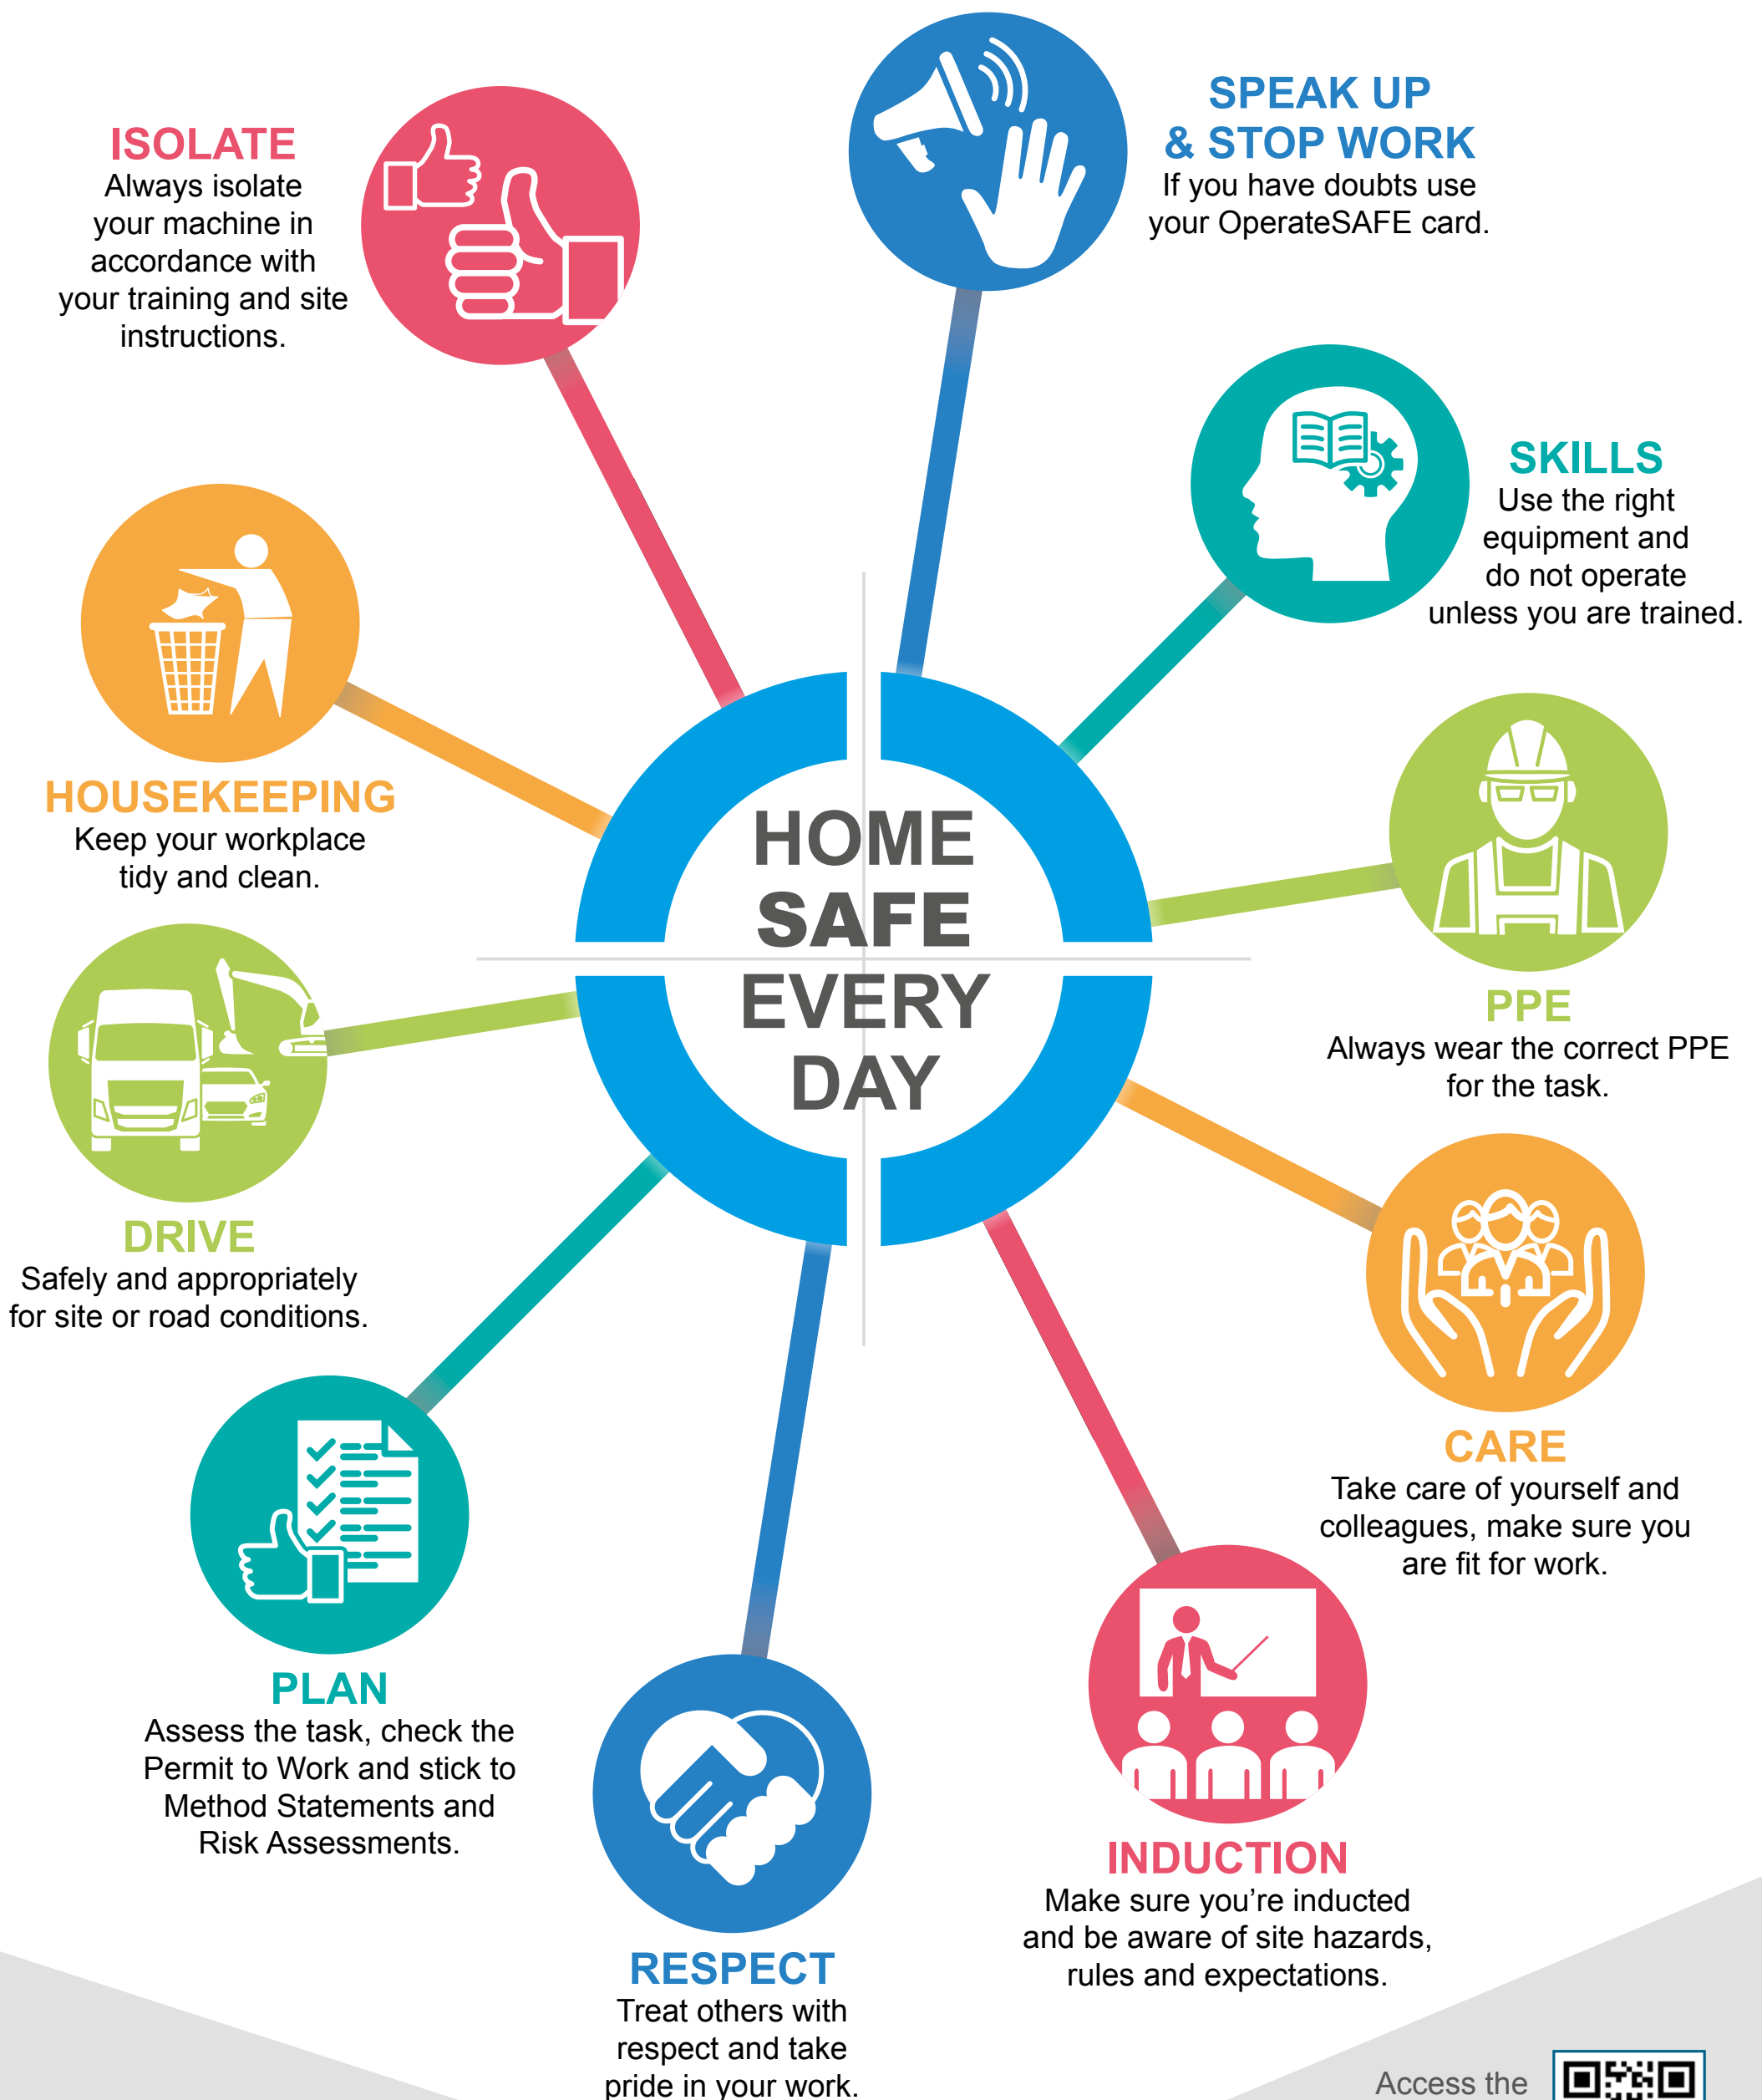 SPEAK UP
& STOP WORK
If you have doubts use
your OperateSAFE card.
ISOLATE
Always isolate
your machine in
accordance with
your training and site
instructions.
SKILLS
Use the right
equipment and
do not operate
unless you are trained.
HOUSEKEEPING
Keep your workplace
tidy and clean.
HOME
SAFE
EVERY
DAY
PPE
Always wear the correct PPE
for the task.
DRIVE
Safely and appropriately
for site or road conditions.
CARE
Take care of yourself and
colleagues, make sure you
are fit for work.
PLAN
Assess the task, check the
Permit to Work and stick to
Method Statements and
Risk Assessments.
INDUCTION
Make sure you’re inducted
and be aware of site hazards,
rules and expectations.
RESPECT
Treat others with
respect and take
pride in your work.
Access the